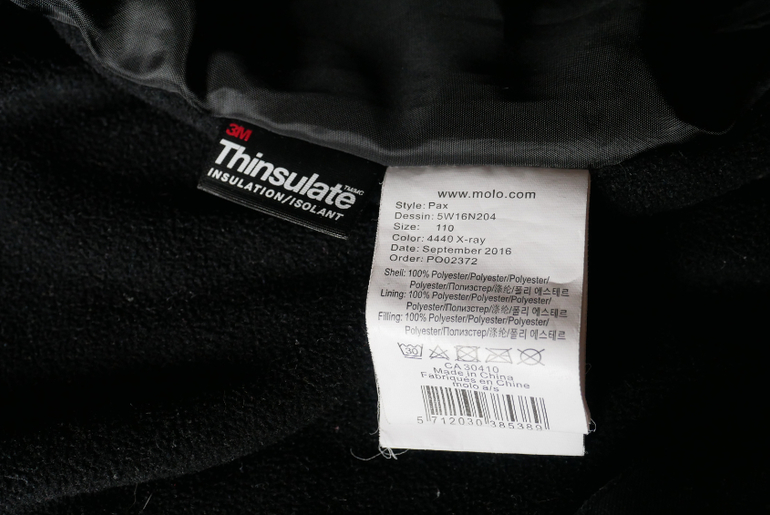 3M
Thinsulate™/MC
INSULATION/ISOLANT
www.molo.com
Style: Pax
Dessin: 5W16N204
Size: 110
Color: 4440 X-ray
Date: September 2016
Order: PO02372
Shell: 100% Polyester/Polyester/Polyester/
Polyester/Полиэстер/涤纶/폴리 에스테르
Lining: 100% Polyester/Polyester/Polyester/
Polyester/Полиэстер/涤纶/폴리 에스테르
Filling: 100% Polyester/Polyester/Polyester/
Polyester/Полиэстер/涤纶/폴리 에스테르
30
CA 30410
Made in China
Fabriques en Chine
molo a/s
5 712030 385389